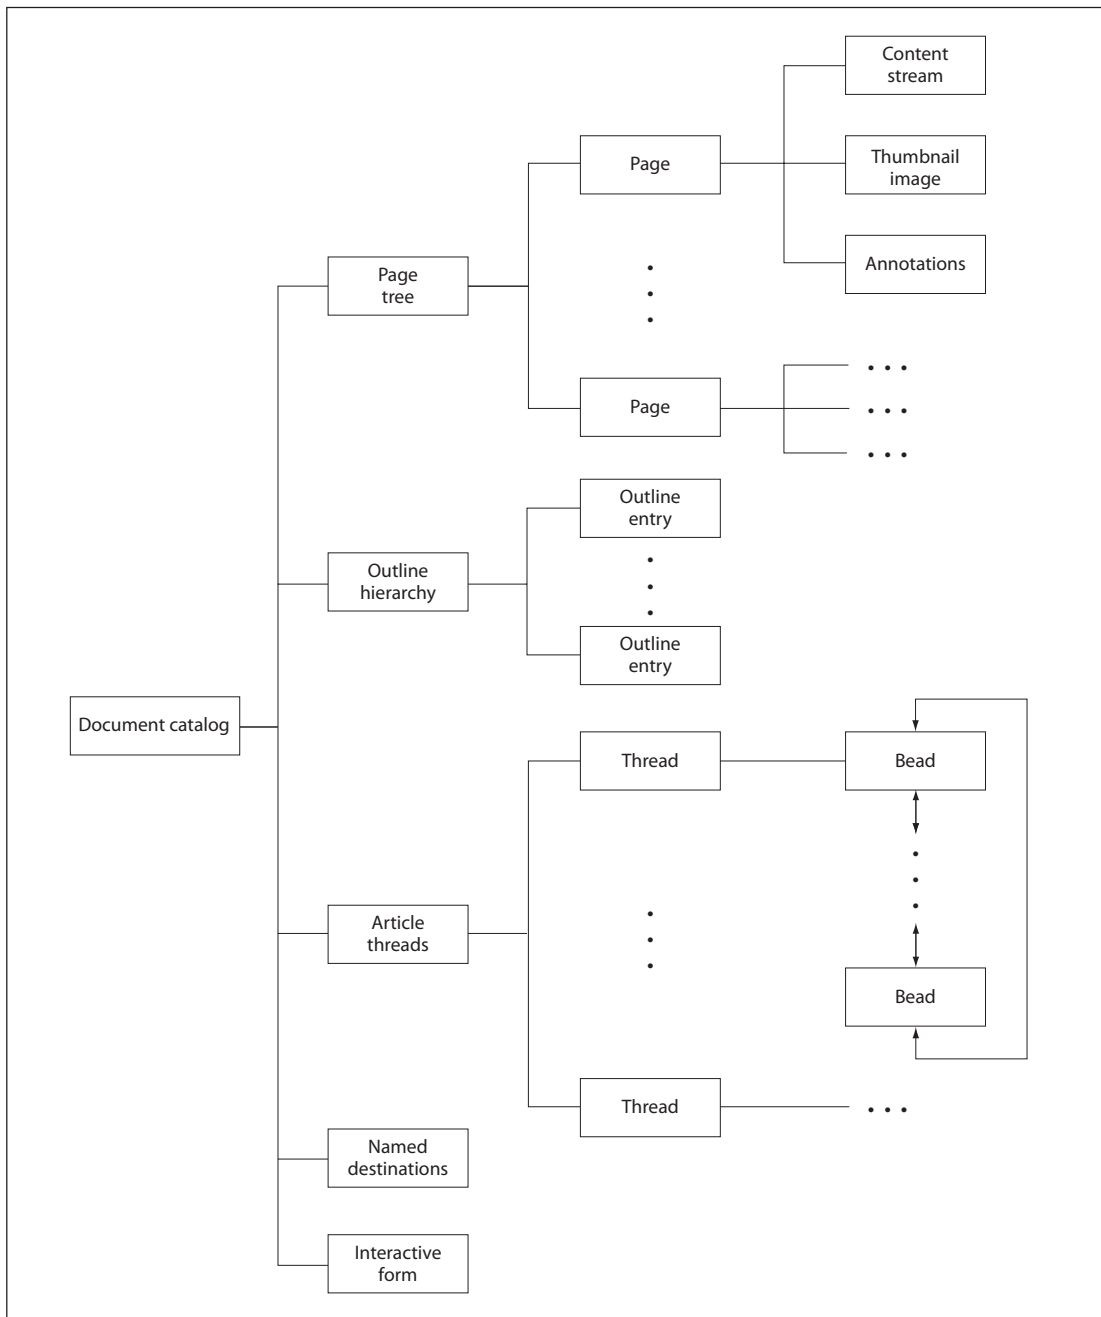 Content
stream
Page
Thumbnail
image
Annotations
Page
tree
Page
Outline
entry
Outline
hierarchy
Outline
entry
Document catalog
Thread
Bead
Article
threads
Bead
Thread
Named
destinations
Interactive
form